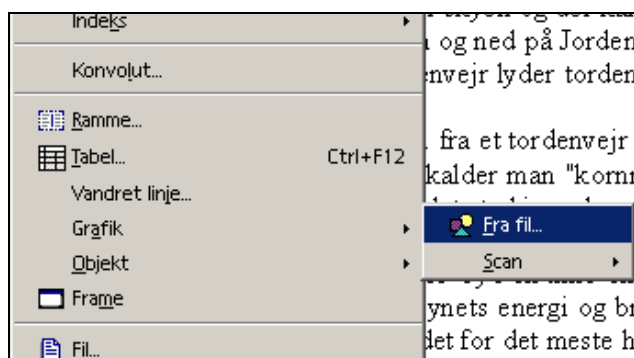 Indeks
og ned på Jorden
Konvolut...
nvejr lyder torden
Ramme...
fra et tordenvejr
Tabel... Ctrl+F12
kalder man "kornn
Vandret linje...
Grafik
Fra fil...
Objekt
Scan
Frame
ynets energi og br
det for det meste h
Fil...